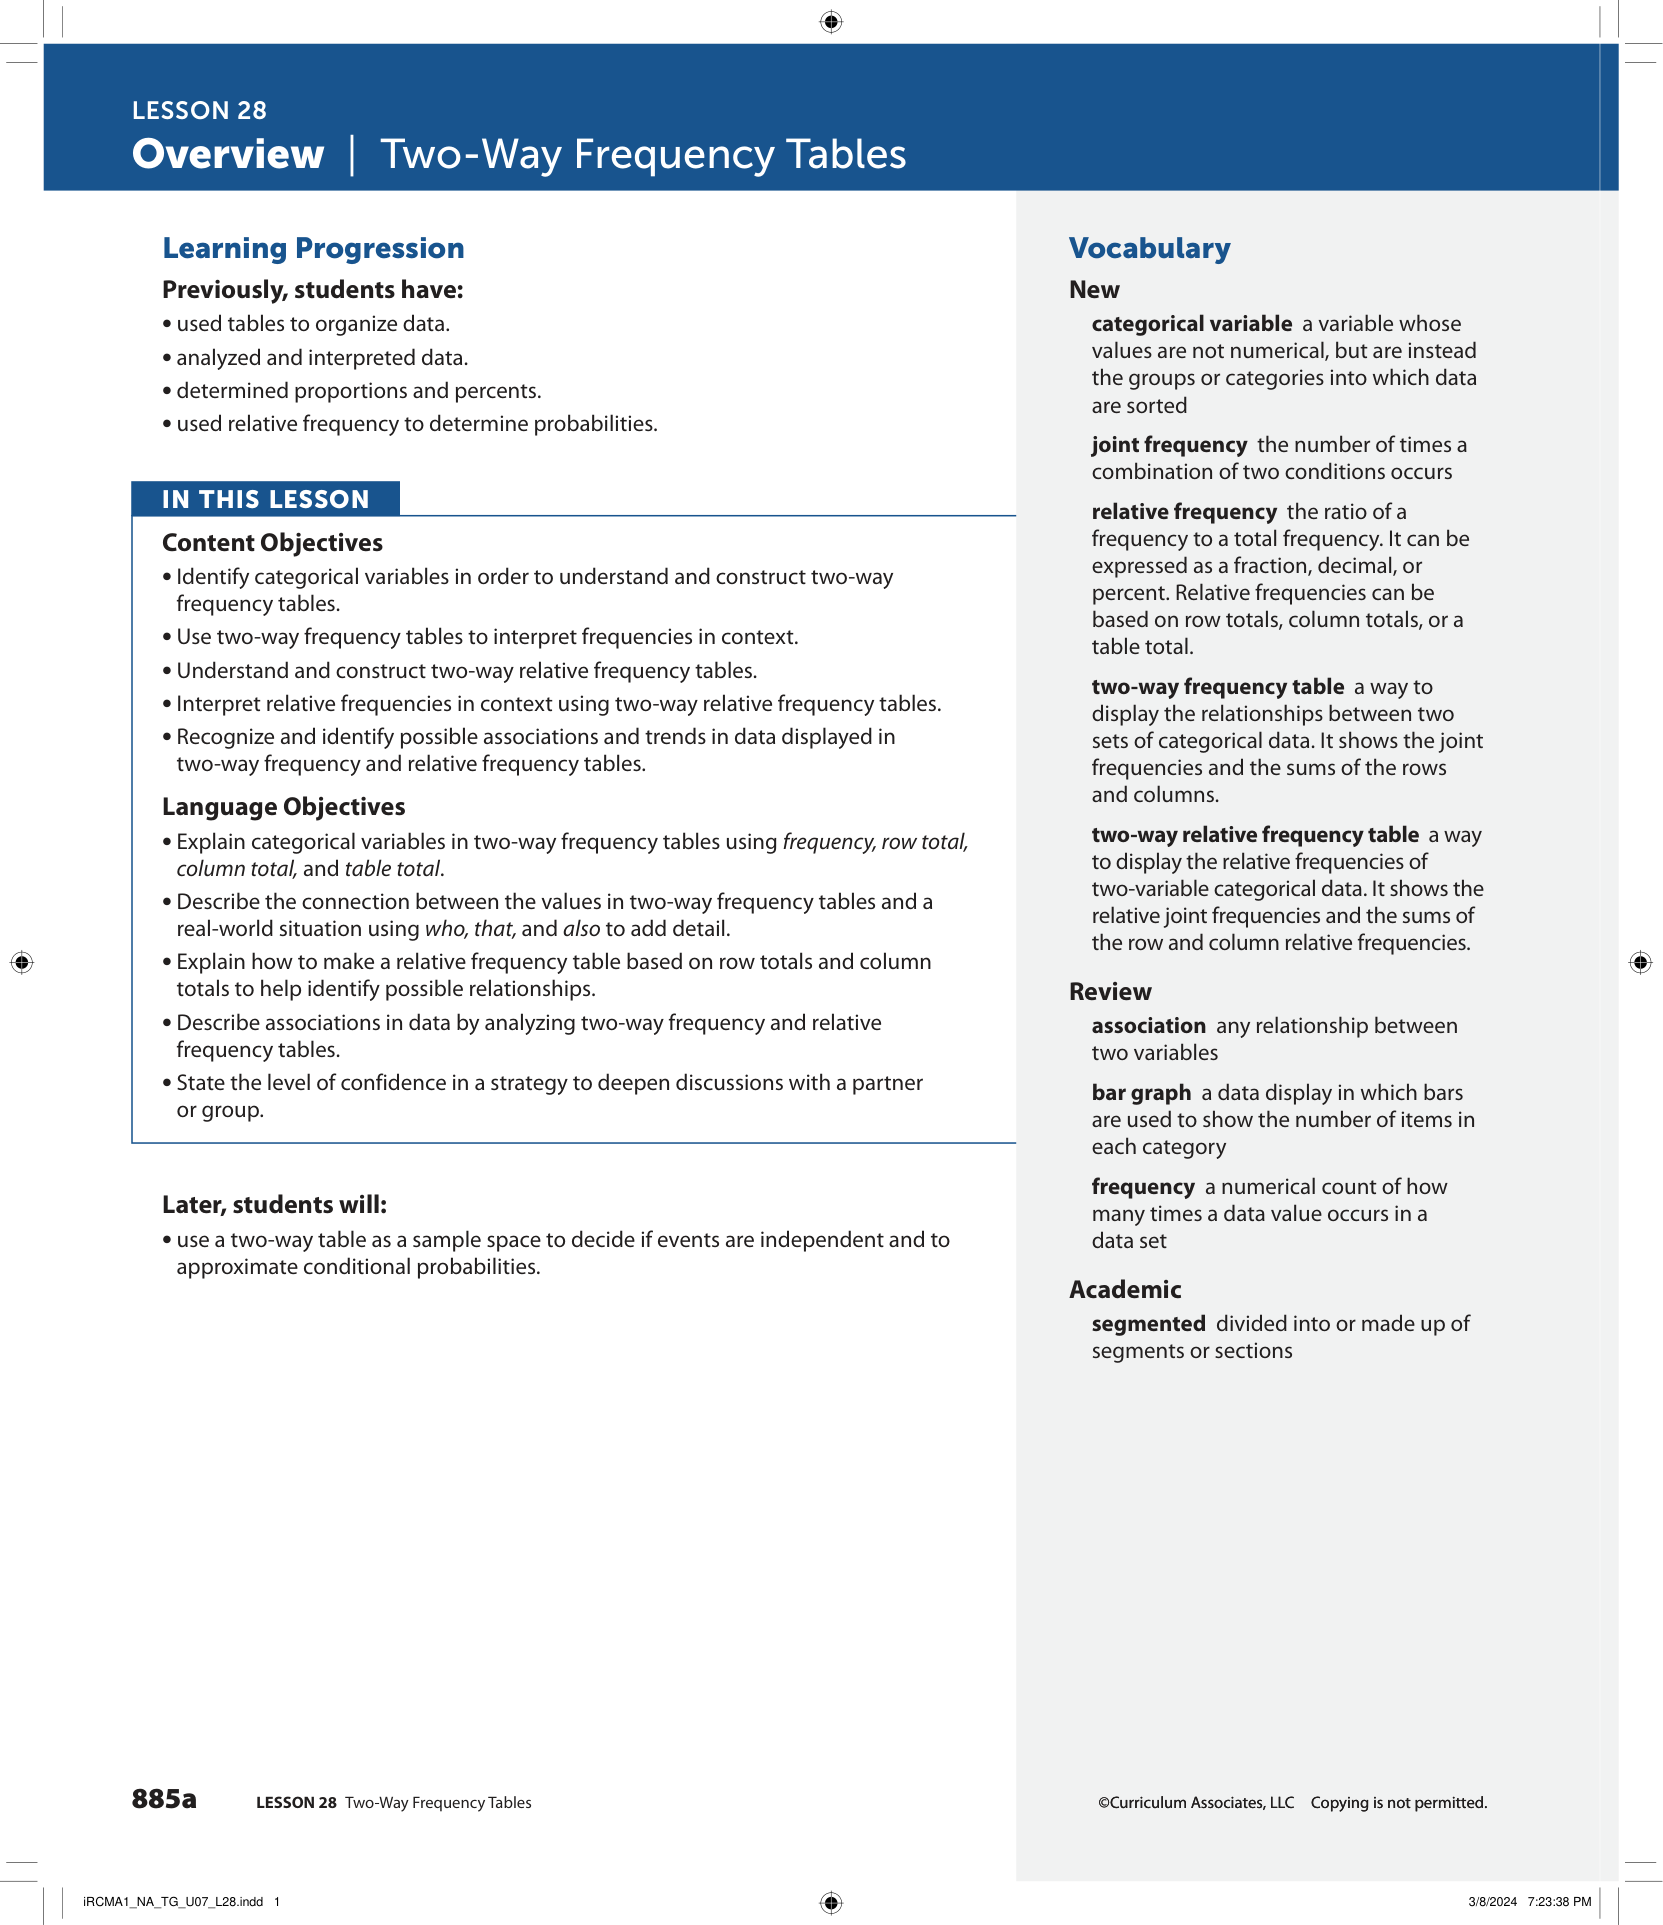 LESSON 28
Overview | Two-Way Frequency Tables
Learning Progression
Previously, students have:
• used tables to organize data.
• analyzed and interpreted data.
• determined proportions and percents.
• used relative frequency to determine probabilities.
IN THIS LESSON
Content Objectives
• Identify categorical variables in order to understand and construct two-way
frequency tables.
• Use two-way frequency tables to interpret frequencies in context.
• Understand and construct two-way relative frequency tables.
• Interpret relative frequencies in context using two-way relative frequency tables.
• Recognize and identify possible associations and trends in data displayed in
two-way frequency and relative frequency tables.
Language Objectives
• Explain categorical variables in two-way frequency tables using frequency, row total,
column total, and table total.
• Describe the connection between the values in two-way frequency tables and a
real-world situation using who, that, and also to add detail.
• Explain how to make a relative frequency table based on row totals and column
totals to help identify possible relationships.
• Describe associations in data by analyzing two-way frequency and relative
frequency tables.
• State the level of confidence in a strategy to deepen discussions with a partner
or group.
Later, students will:
• use a two-way table as a sample space to decide if events are independent and to
approximate conditional probabilities.
Vocabulary
New
categorical variable a variable whose
values are not numerical, but are instead
the groups or categories into which data
are sorted
joint frequency the number of times a
combination of two conditions occurs
relative frequency the ratio of a
frequency to a total frequency. It can be
expressed as a fraction, decimal, or
percent. Relative frequencies can be
based on row totals, column totals, or a
table total.
two-way frequency table a way to
display the relationships between two
sets of categorical data. It shows the joint
frequencies and the sums of the rows
and columns.
two-way relative frequency table a way
to display the relative frequencies of
two-variable categorical data. It shows the
relative joint frequencies and the sums of
the row and column relative frequencies.
Review
association any relationship between
two variables
bar graph a data display in which bars
are used to show the number of items in
each category
frequency a numerical count of how
many times a data value occurs in a
data set
Academic
segmented divided into or made up of
segments or sections
885a LESSON 28 Two-Way Frequency Tables
©Curriculum Associates, LLC Copying is not permitted.
iRCMA1_NA_TG_U07_L28.indd 1
3/8/2024 7:23:38 PM